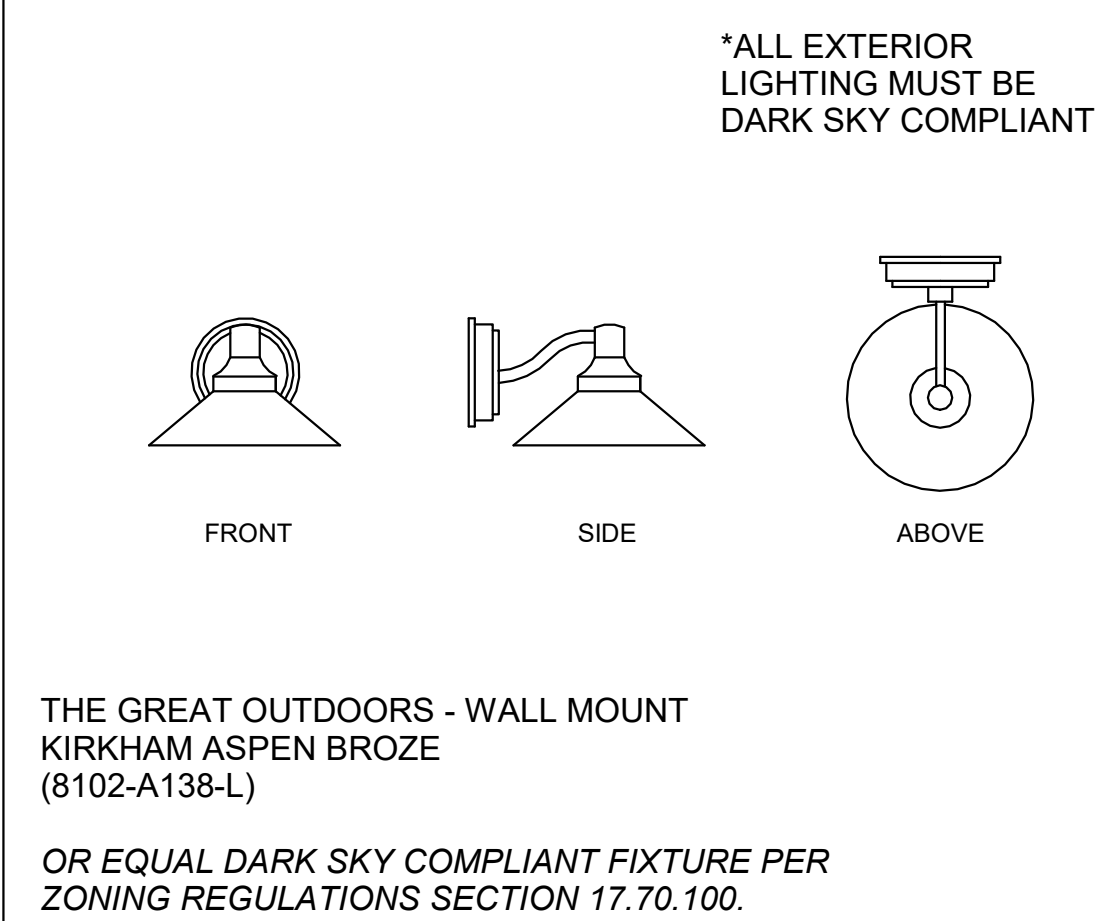 *ALL EXTERIOR
LIGHTING MUST BE
DARK SKY COMPLIANT
FRONT
SIDE
ABOVE
THE GREAT OUTDOORS - WALL MOUNT
KIRKHAM ASPEN BROZE
(8102-A138-L)
OR EQUAL DARK SKY COMPLIANT FIXTURE PER
ZONING REGULATIONS SECTION 17.70.100.